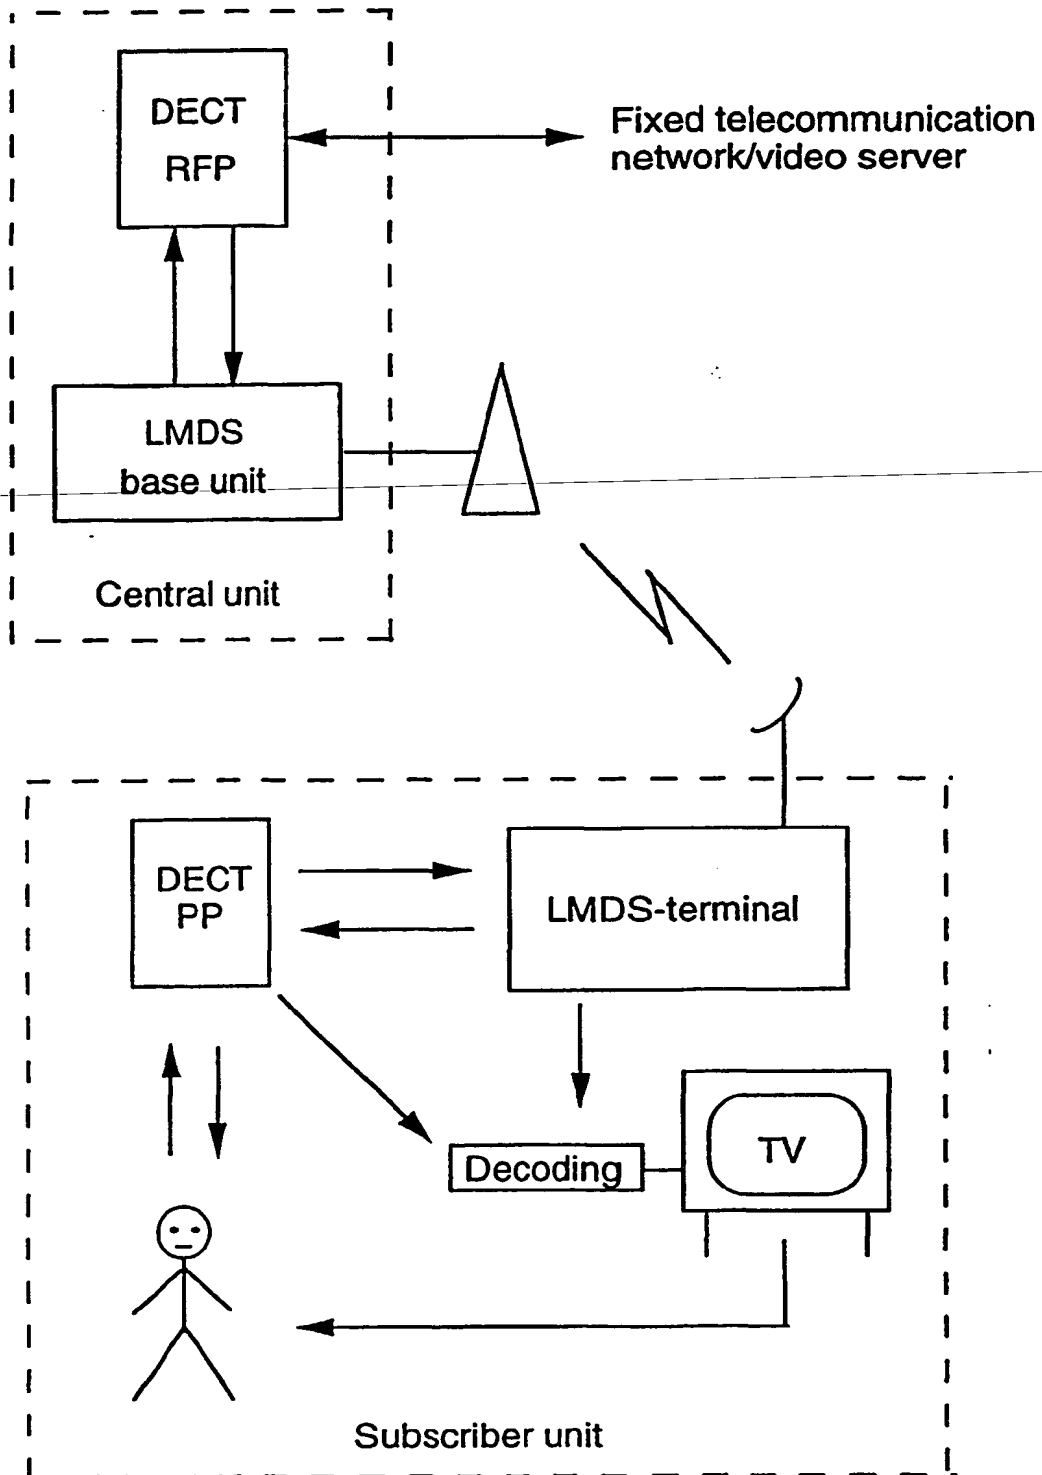 DECT
RFP
Fixed telecommunication
network/video server
LMDS
base unit
Central unit
DECT
PP
LMDS-terminal
Decoding
TV
Subscriber unit